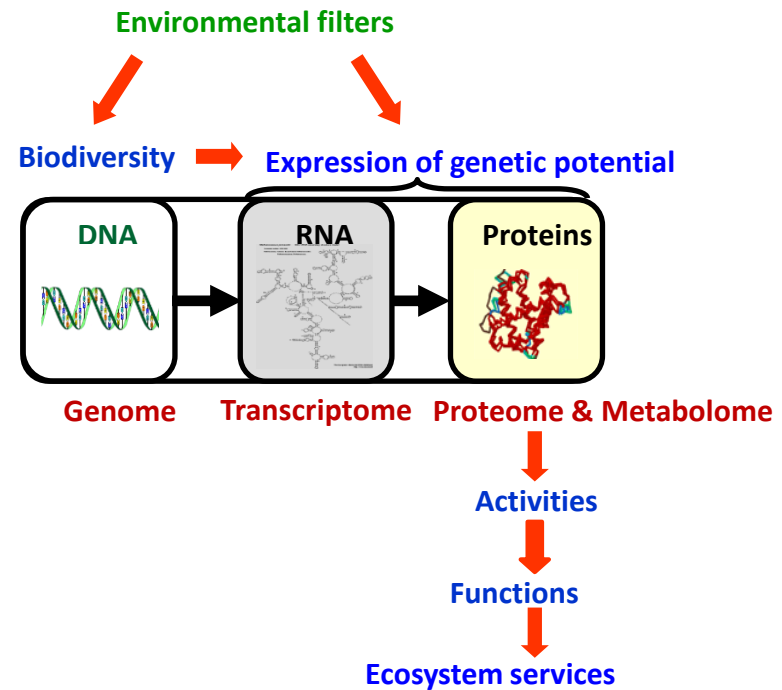 Environmental filters
Biodiversity
Expression of genetic potential
DNA
RNA
Proteins
Genome
Transcriptome
Proteome & Metabolome
Activities
Functions
Ecosystem services